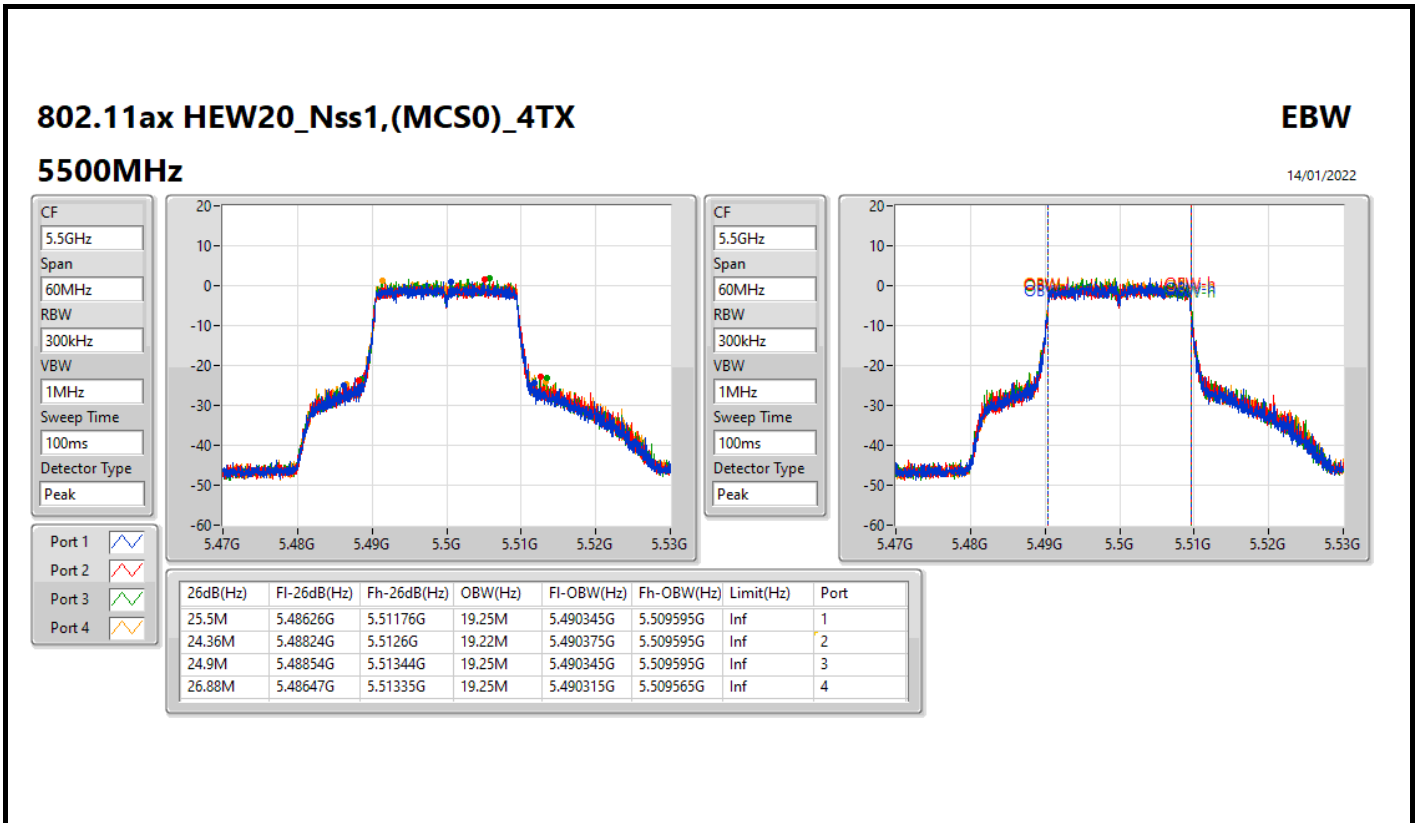 802.11ax HEW20_Nss1,(MCS0)_4TX
EBW
5500MHz
14/01/2022
CF
5.5GHz
Span
60MHz
RBW
300kHz
VBW
1MHz
Sweep Time
100ms
Detector Type
Peak
20
10
0
-10
-20
-30
-40
-50
-60
5.47G 5.48G 5.49G 5.5G 5.51G 5.52G 5.53G
CF
5.5GHz
Span
60MHz
RBW
300kHz
VBW
1MHz
Sweep Time
100ms
Detector Type
Peak
20
10
0
-10
-20
-30
-40
-50
-60
OBW-h
5.47G 5.48G 5.49G 5.5G 5.51G 5.52G 5.53G
Port 1
Port 2
Port 3
Port 4
26dB(Hz) Fl-26dB(Hz) Fh-26dB(Hz) OBW(Hz) Fl-OBW(Hz) Fh-OBW(Hz) Limit(Hz) Port
25.5M 5.48626G 5.51176G 19.25M 5.490345G 5.509595G Inf 1
24.36M 5.48824G 5.5126G 19.22M 5.490375G 5.509595G Inf 2
24.9M 5.48854G 5.51344G 19.25M 5.490345G 5.509595G Inf 3
26.88M 5.48647G 5.51335G 19.25M 5.490315G 5.509565G Inf 4